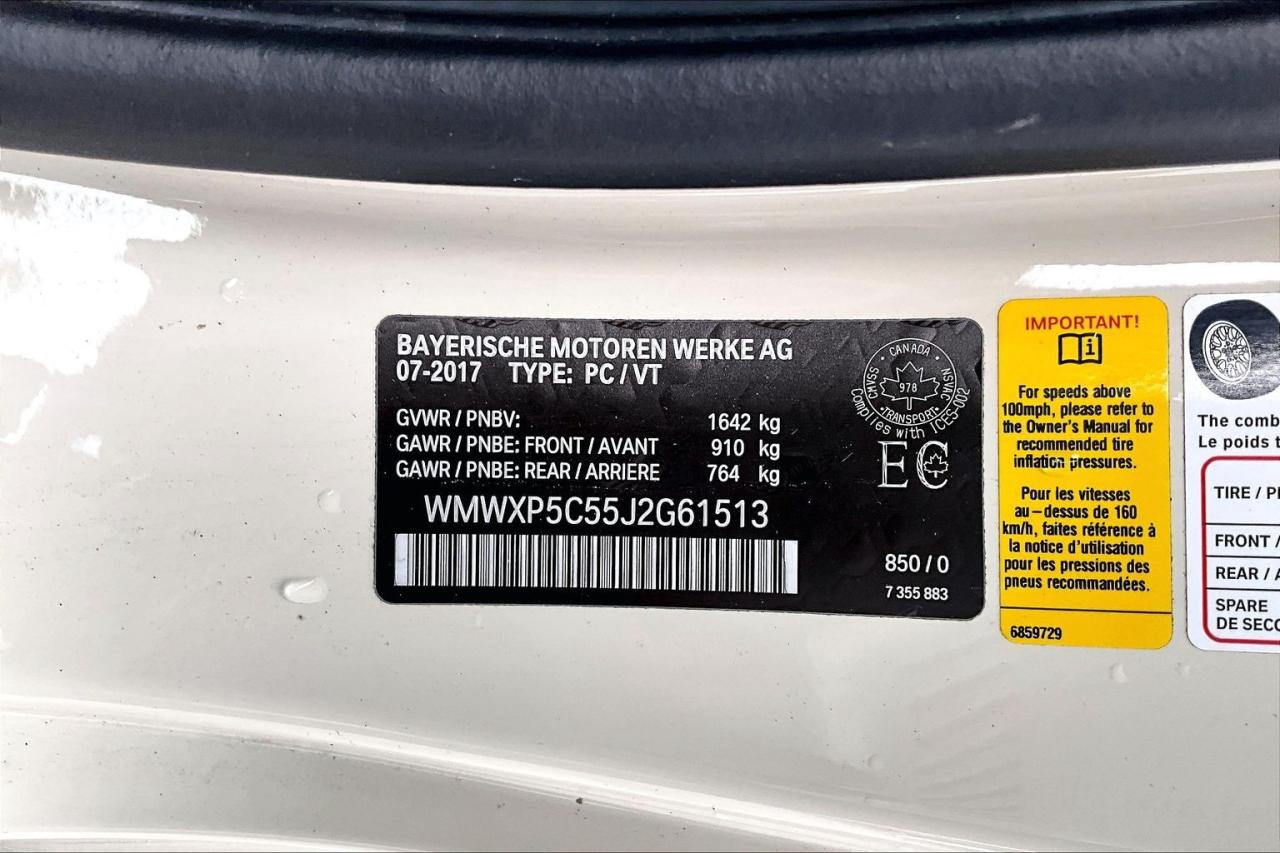 BAYERISCHE MOTOREN WERKE AG
07-2017 TYPE: PC / VT
GVWR / PNBV: 1642 kg
GAWR / PNBE: FRONT / AVANT 910 kg
GAWR / PNBE: REAR / ARRIERE 764 kg
WMWXP5C55J2G61513
850 / 0
7 355 883
CANADA
CMVSS
NSVAC
978
TRANSPORT
Complies with ICES-002
EC
IMPORTANT!
i
For speeds above
100mph, please refer to
the Owner's Manual for
recommended tire
inflation pressures.
Pour les vitesses
au–dessus de 160
km/h, faites référence à
la notice d'utilisation
pour les pressions des
pneus recommandées.
6859729
The comb
Le poids t
TIRE / P
FRONT /
REAR / A
SPARE
DE SECO